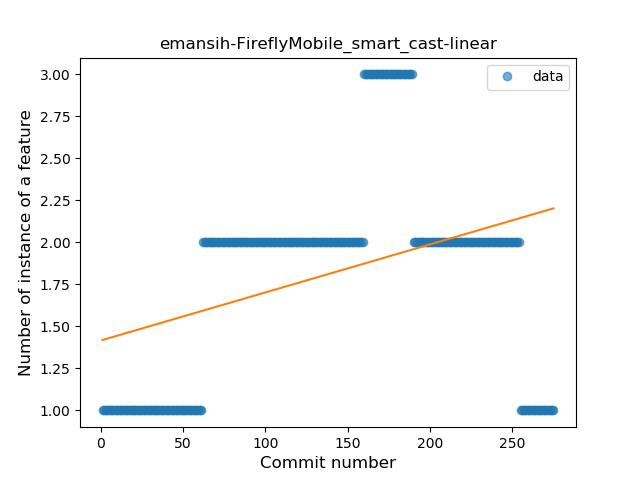 emansih-FireflyMobile_smart_cast-linear
data
Number of instance of a feature
3.00
2.75
2.50
2.25
2.00
1.75
1.50
1.25
1.00
0 50 100 150 200 250
Commit number